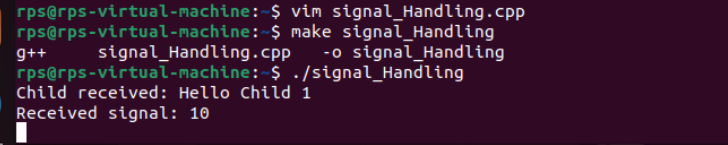 rps@rps-virtual-machine:~$ vim signal_Handling.cpp
rps@rps-virtual-machine:~$ make signal_Handling
g++     signal_Handling.cpp   -o signal_Handling
rps@rps-virtual-machine:~$ ./signal_Handling
Child received: Hello Child 1
Received signal: 10